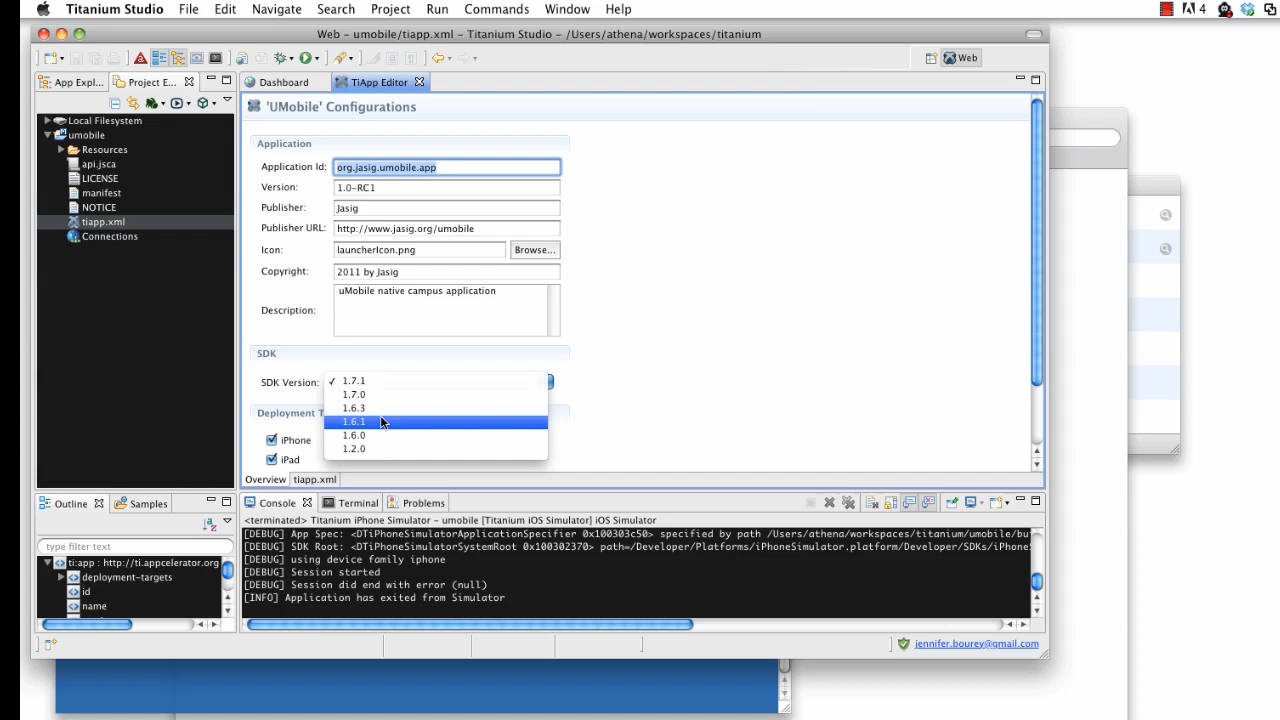 Titanium Studio File Edit Navigate Search Project Run Commands Window Help 4
Web – umobile/tiapp.xml – Titanium Studio – /Users/athena/workspaces/titanium
Web
App Expl... Project E... Dashboard TiApp Editor
'UMobile' Configurations
Local Filesystem
umobile
Resources
api.jsca
LICENSE
manifest
NOTICE
tiapp.xml
Connections
Application
Application Id: org.jasig.umobile.app
Version: 1.0-RC1
Publisher: Jasig
Publisher URL: http://www.jasig.org/umobile
Icon: launcherIcon.png Browse...
Copyright: 2011 by Jasig
Description: uMobile native campus application
SDK
SDK Version: ✓ 1.7.1
1.7.0
1.6.3
1.6.1
1.6.0
1.2.0
Deployment T
iPhone
iPad
Overview tiapp.xml
Outline Samples
type filter text
ti:app : http://ti.appcelerator.org
deployment-targets
id
name
Console Terminal Problems
<terminated> Titanium iPhone Simulator - umobile [Titanium iOS Simulator] iOS Simulator
[DEBUG] App Spec: <DTiPhoneSimulatorApplicationSpecifier 0x100303c50> specified by path /Users/athena/workspaces/titanium/umobile/bu
[DEBUG] SDK Root: <DTiPhoneSimulatorSystemRoot 0x100302370> path=/Developer/Platforms/iPhoneSimulator.platform/Developer/SDKs/iPhone
[DEBUG] using device family iphone
[DEBUG] Session started
[DEBUG] Session did end with error (null)
[INFO] Application has exited from Simulator
jennifer.bourey@gmail.com